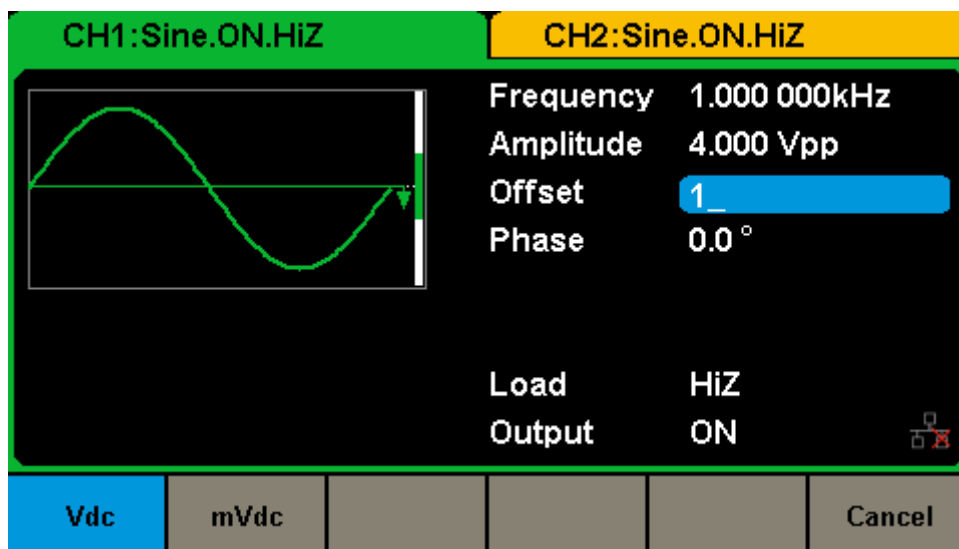 CH1:Sine.ON.HiZ CH2:Sine.ON.HiZ
Frequency 1.000 000kHz
Amplitude 4.000 Vpp
Offset 1_
Phase 0.0 °
Load HiZ
Output ON
Vdc mVdc Cancel